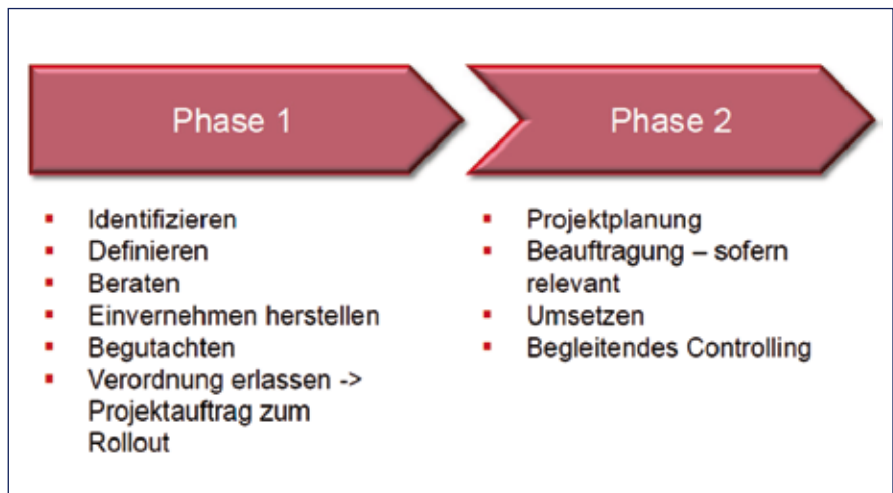 Phase 1
Identifizieren
Definieren
Beraten
Einvernehmen herstellen
Begutachten
Verordnung erlassen ->
Projektauftrag zum
Rollout
Phase 2
Projektplanung
Beauftragung – sofern
relevant
Umsetzen
Begleitendes Controlling